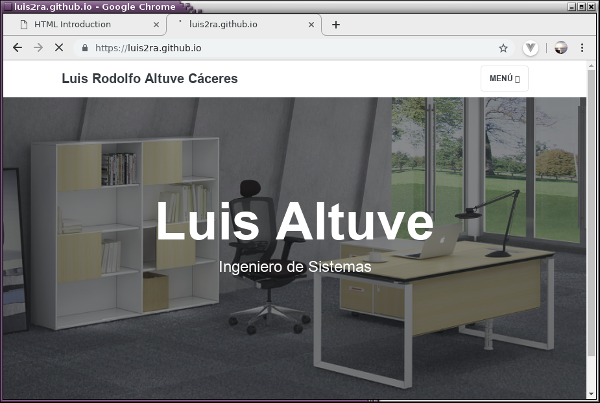 luis2ra.github.io - Google Chrome
HTML Introduction
luis2ra.github.io
https://luis2ra.github.io
Luis Rodolfo Altuve Cáceres
MENÚ
Luis Altuve
Ingeniero de Sistemas